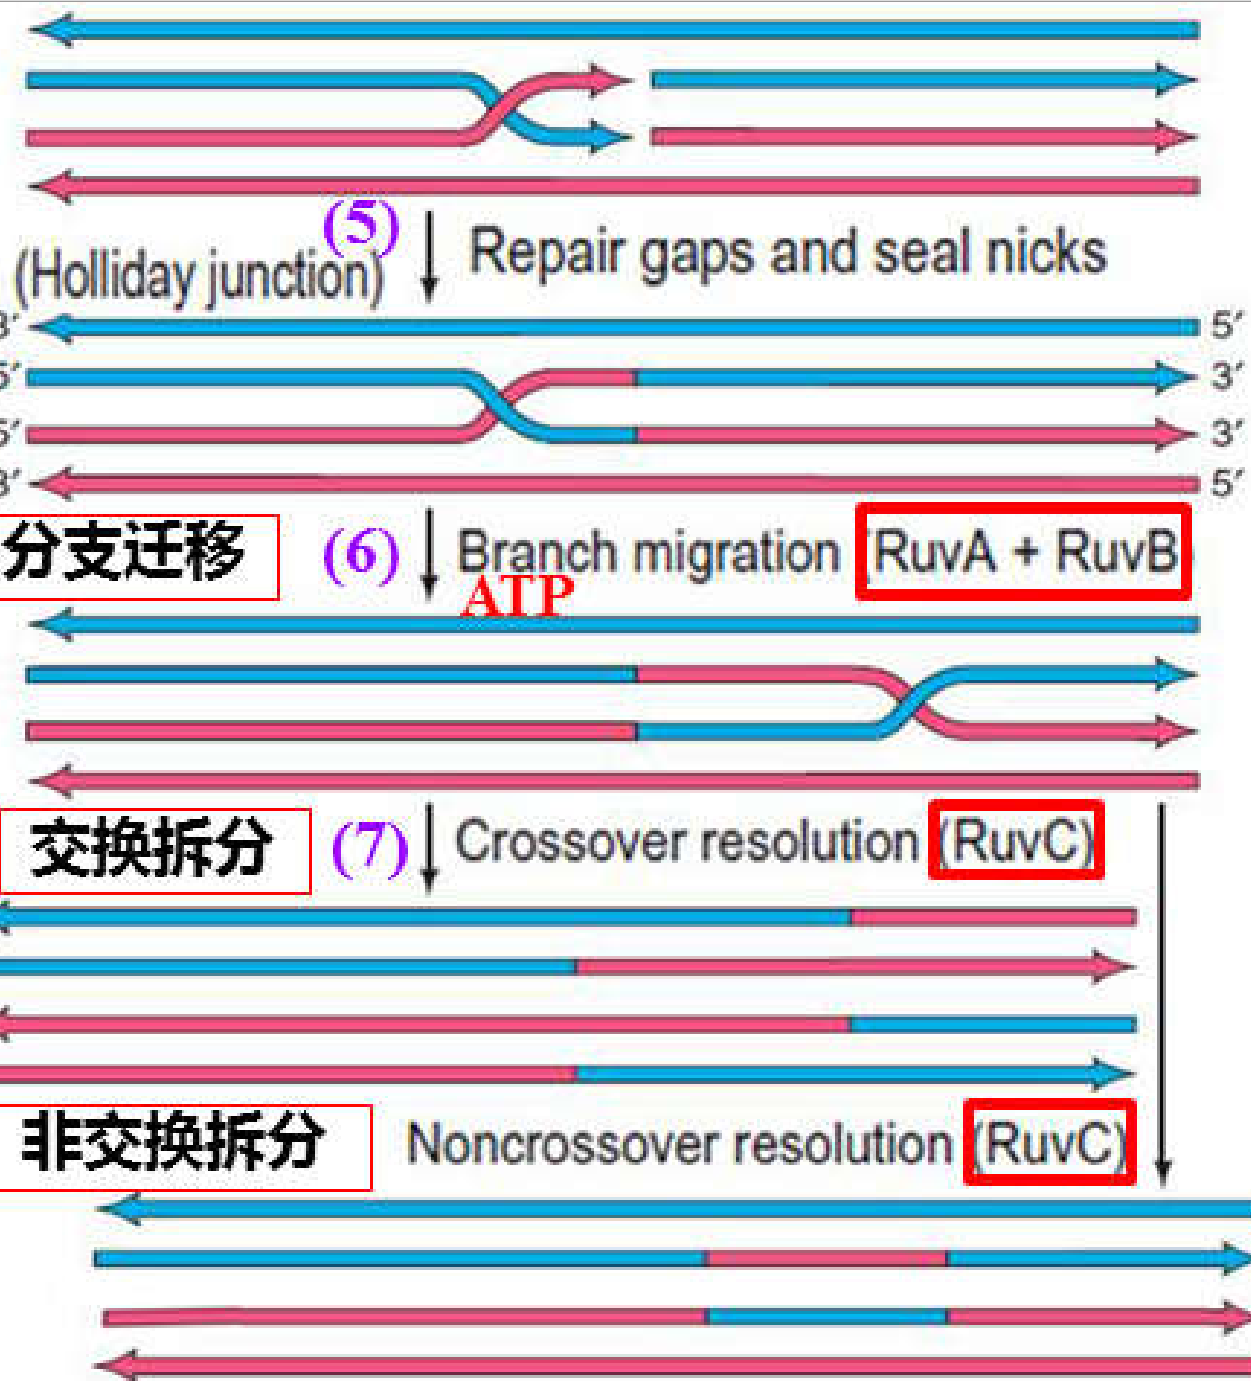 (5)
Repair gaps and seal nicks
(Holliday junction)
3′ 5′
5′ 3′
5′ 3′
3′ 5′
分支迁移 (6) Branch migration (RuvA + RuvB)
ATP
交换拆分 (7) Crossover resolution (RuvC)
非交换拆分 Noncrossover resolution (RuvC)